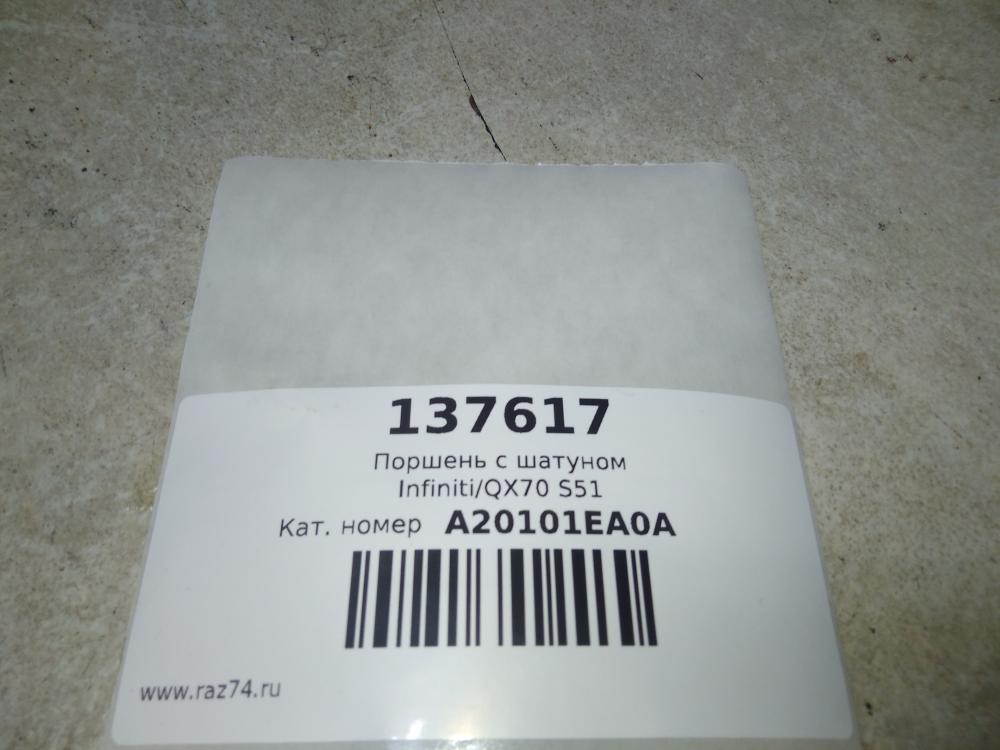 137617
Поршень с шатуном
Infiniti/QX70 S51
Кат. номер A20101EA0A
www.raz74.ru